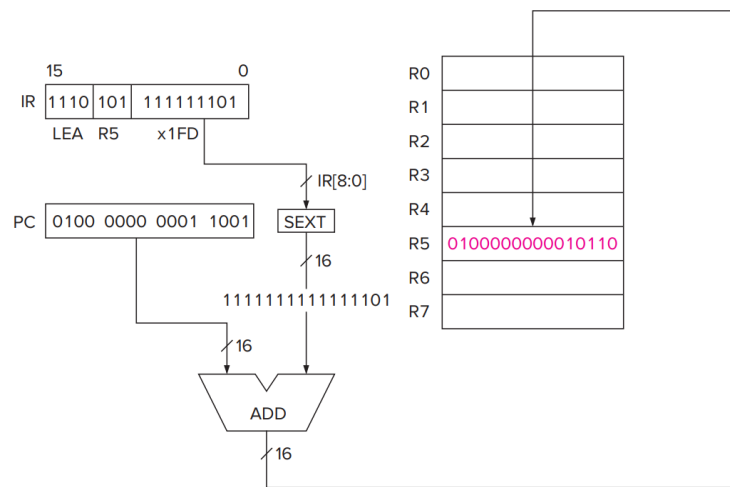 15 0
IR 1110 101 111111101
LEA R5 x1FD
IR[8:0]
PC 0100 0000 0001 1001
SEXT
16
1111111111111101
16
ADD
16
R0
R1
R2
R3
R4
R5 0100000000010110
R6
R7